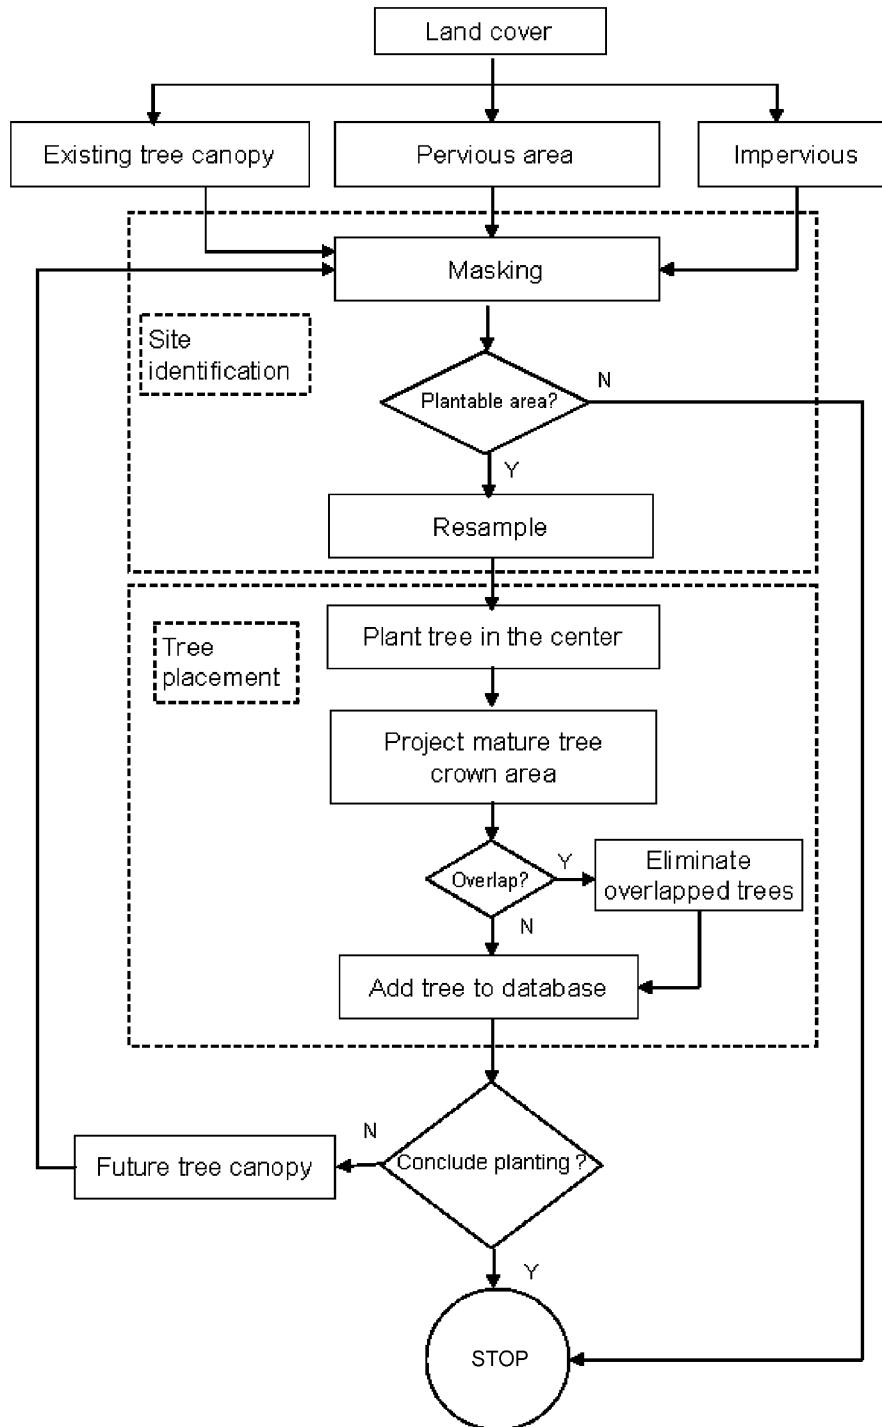 Land cover
Existing tree canopy
Pervious area
Impervious
Masking
Site
identification
Plantable area?
N
Y
Resample
Plant tree in the center
Tree
placement
Project mature tree
crown area
Overlap?
Y
Eliminate
overlapped trees
N
Add tree to database
N
Future tree canopy
Conclude planting ?
Y
STOP